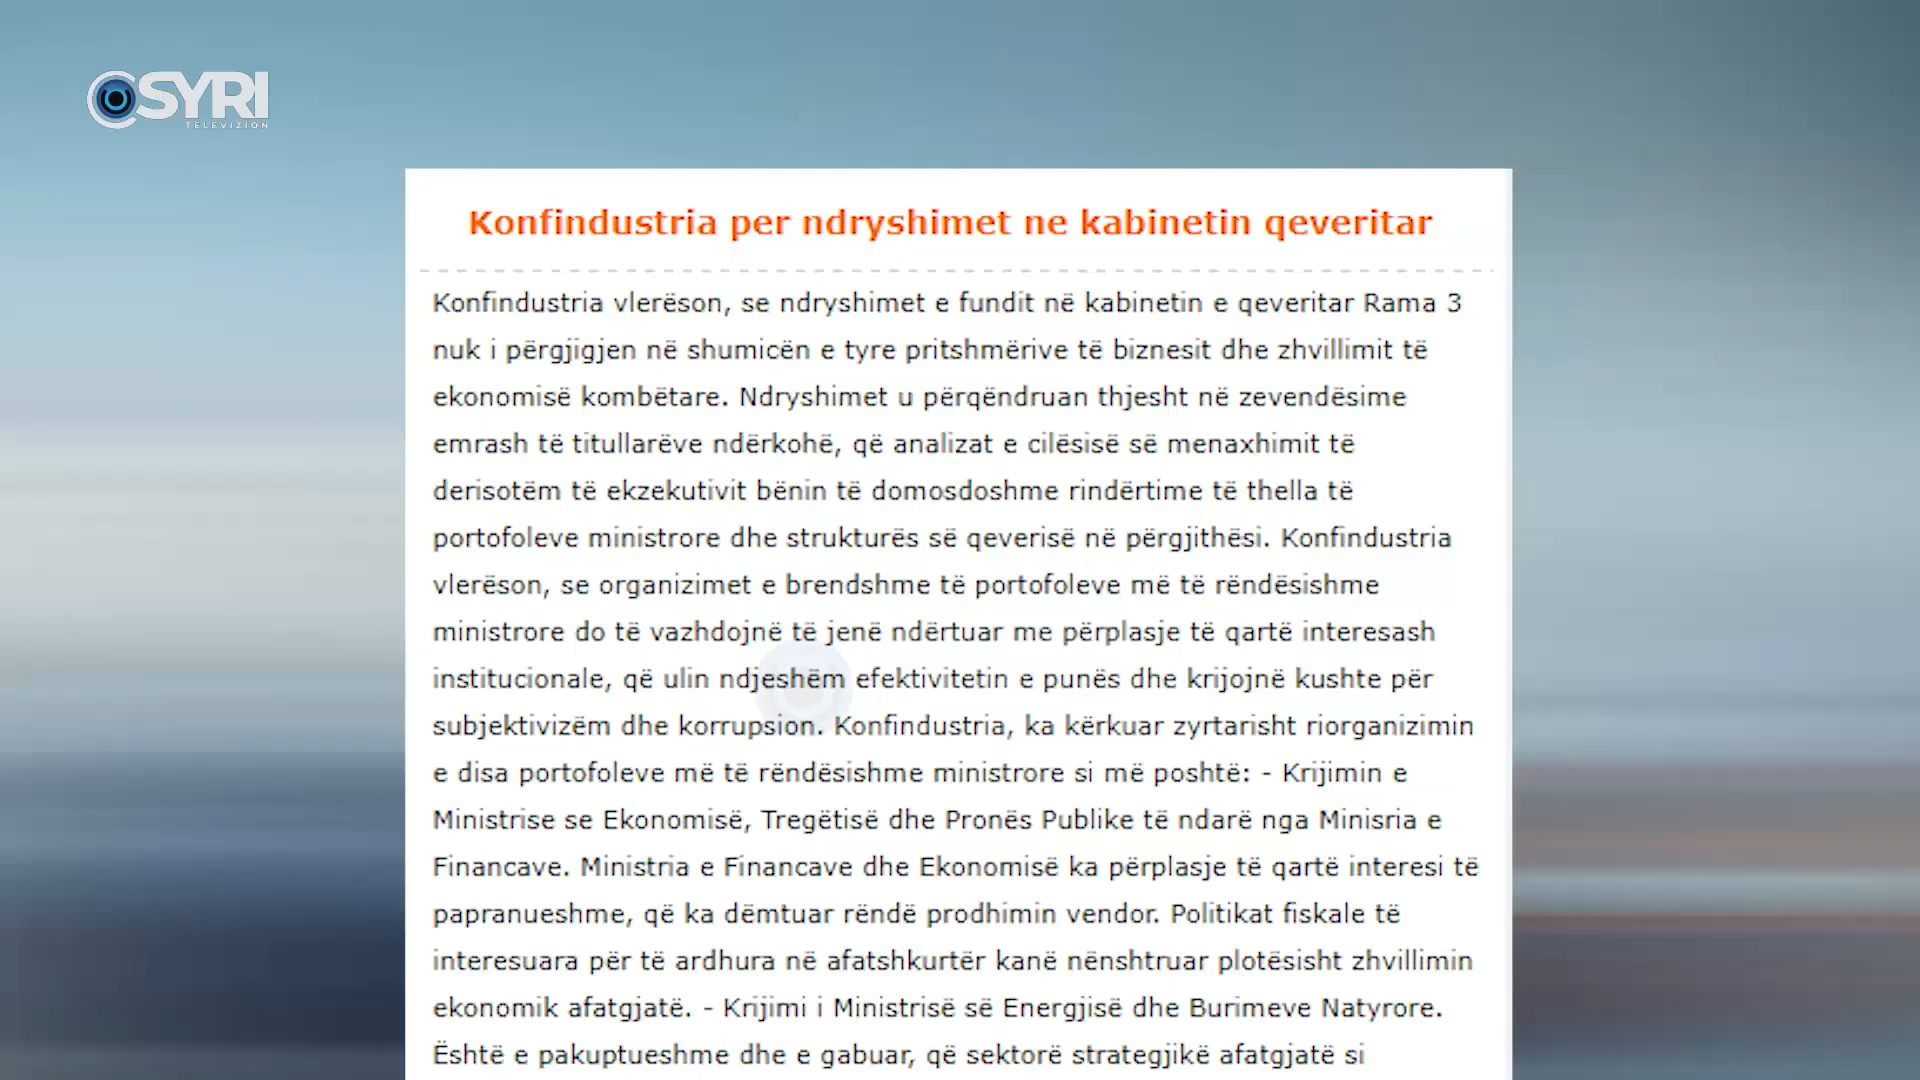 SYRI
TELEVIZION
Konfindustria per ndryshimet ne kabinetin qeveritar
Konfindustria vlerëson, se ndryshimet e fundit në kabinetin e qeveritar Rama 3
nuk i përgjigjen në shumicën e tyre pritshmërive të biznesit dhe zhvillimit të
ekonomisë kombëtare. Ndryshimet u përqëndruan thjesht në zevendësime
emrash të titullarëve ndërkohë, që analizat e cilësisë së menaxhimit të
derisotëm të ekzekutivit bënin të domosdoshme rindërtime të thella të
portofoleve ministrore dhe strukturës së qeverisë në përgjithësi. Konfindustria
vlerëson, se organizimet e brendshme të portofoleve më të rëndësishme
ministrore do të vazhdojnë të jenë ndërtuar me përplasje të qartë interesash
institucionale, që ulin ndjeshëm efektivitetin e punës dhe krijojnë kushte për
subjektivizëm dhe korrupsion. Konfindustria, ka kërkuar zyrtarisht riorganizimin
e disa portofoleve më të rëndësishme ministrore si më poshtë: - Krijimin e
Ministrise se Ekonomisë, Tregëtisë dhe Pronës Publike të ndarë nga Minisria e
Financave. Ministria e Financave dhe Ekonomisë ka përplasje të qartë interesi të
papranueshme, që ka dëmtuar rëndë prodhimin vendor. Politikat fiskale të
interesuara për të ardhura në afatshkurtër kanë nënshtruar plotësisht zhvillimin
ekonomik afatgjatë. - Krijimi i Ministrisë së Energjisë dhe Burimeve Natyrore.
Është e pakuptueshme dhe e gabuar, që sektorë strategjikë afatgjatë si